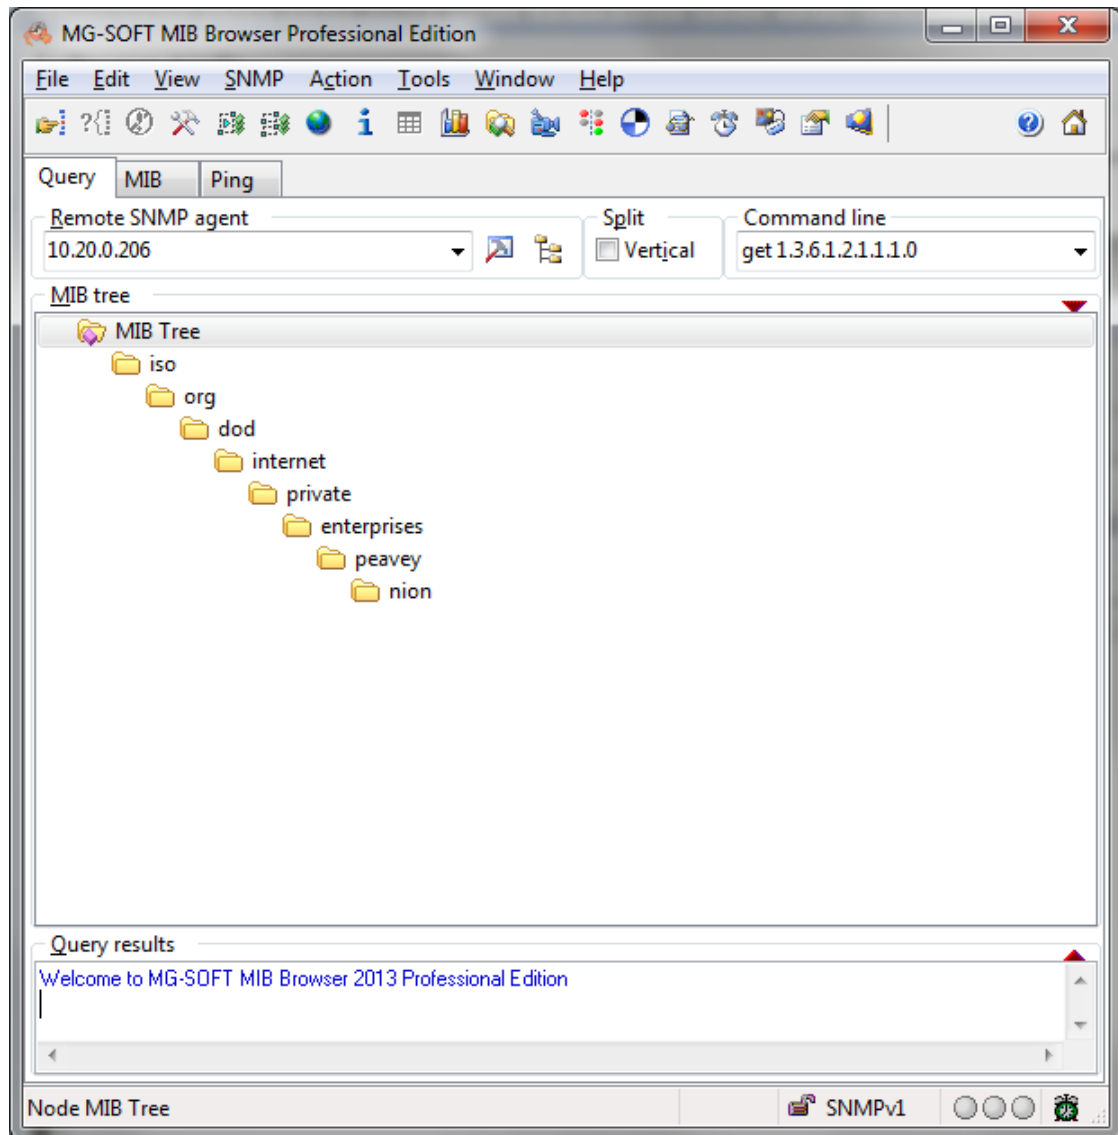 MG-SOFT MIB Browser Professional Edition
File Edit View SNMP Action Tools Window Help
Query MIB Ping
Remote SNMP agent Split Command line
10.20.0.206 Vertical get 1.3.6.1.2.1.1.1.0
MIB tree
MIB Tree
iso
org
dod
internet
private
enterprises
peavey
nion
Query results
Welcome to MG-SOFT MIB Browser 2013 Professional Edition
Node MIB Tree SNMPv1